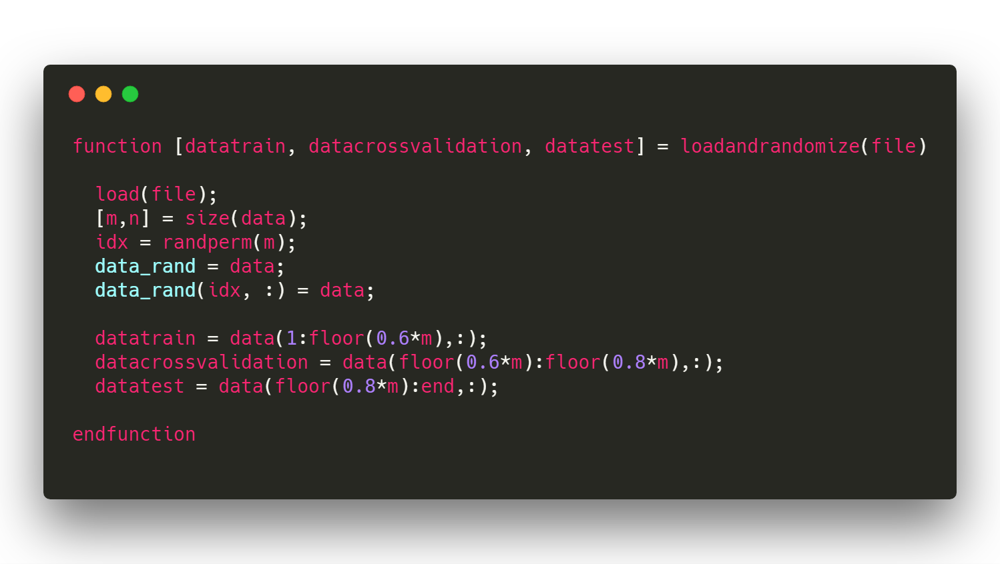 function [datatrain, datacrossvalidation, datatest] = loadandrandomize(file)
load(file);
[m,n] = size(data);
idx = randperm(m);
data_rand = data;
data_rand(idx, :) = data;
datatrain = data(1:floor(0.6*m),:);
datacrossvalidation = data(floor(0.6*m):floor(0.8*m),:);
datatest = data(floor(0.8*m):end,:);
endfunction